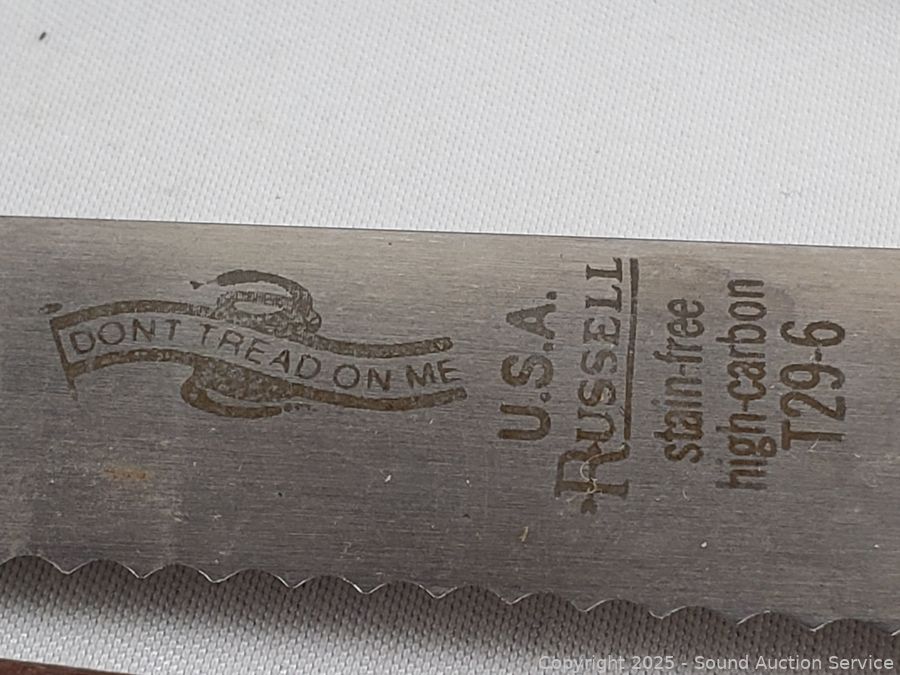 DONT TREAD ON ME
U.S.A.
RUSSELL
stain-free
high-carbon
T29-6
Copyright 2025 - Sound Auction Service